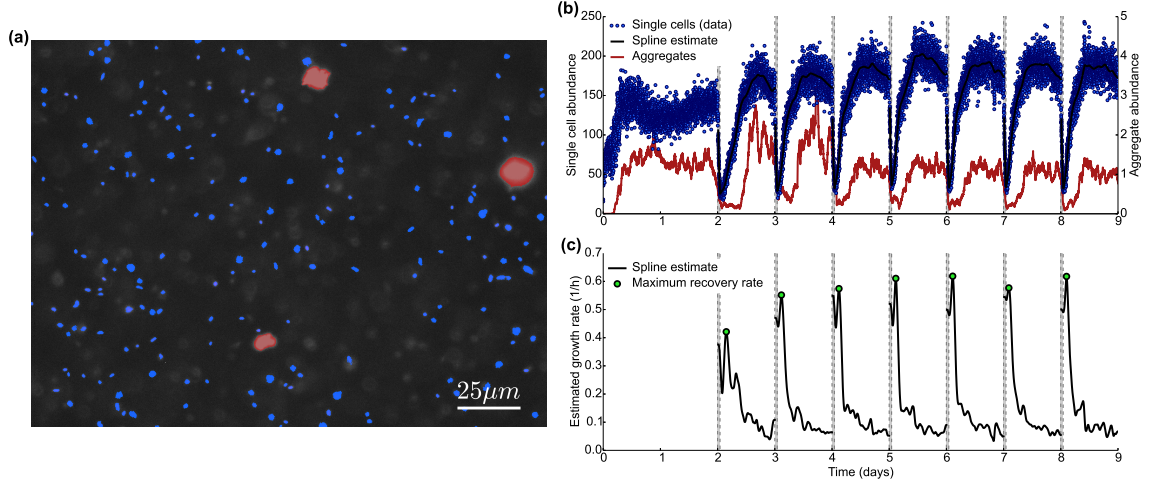 (a)
25μm
(b)
250
200
150
100
50
0
Single cell abundance
Single cells (data)
Spline estimate
Aggregates
5
4
3
2
1
0
Aggregate abundance
0 1 2 3 4 5 6 7 8 9
(c)
0.7
0.6
0.5
0.4
0.3
0.2
0.1
0.0
Estimated growth rate (1/h)
Spline estimate
Maximum recovery rate
0 1 2 3 4 5 6 7 8 9
Time (days)